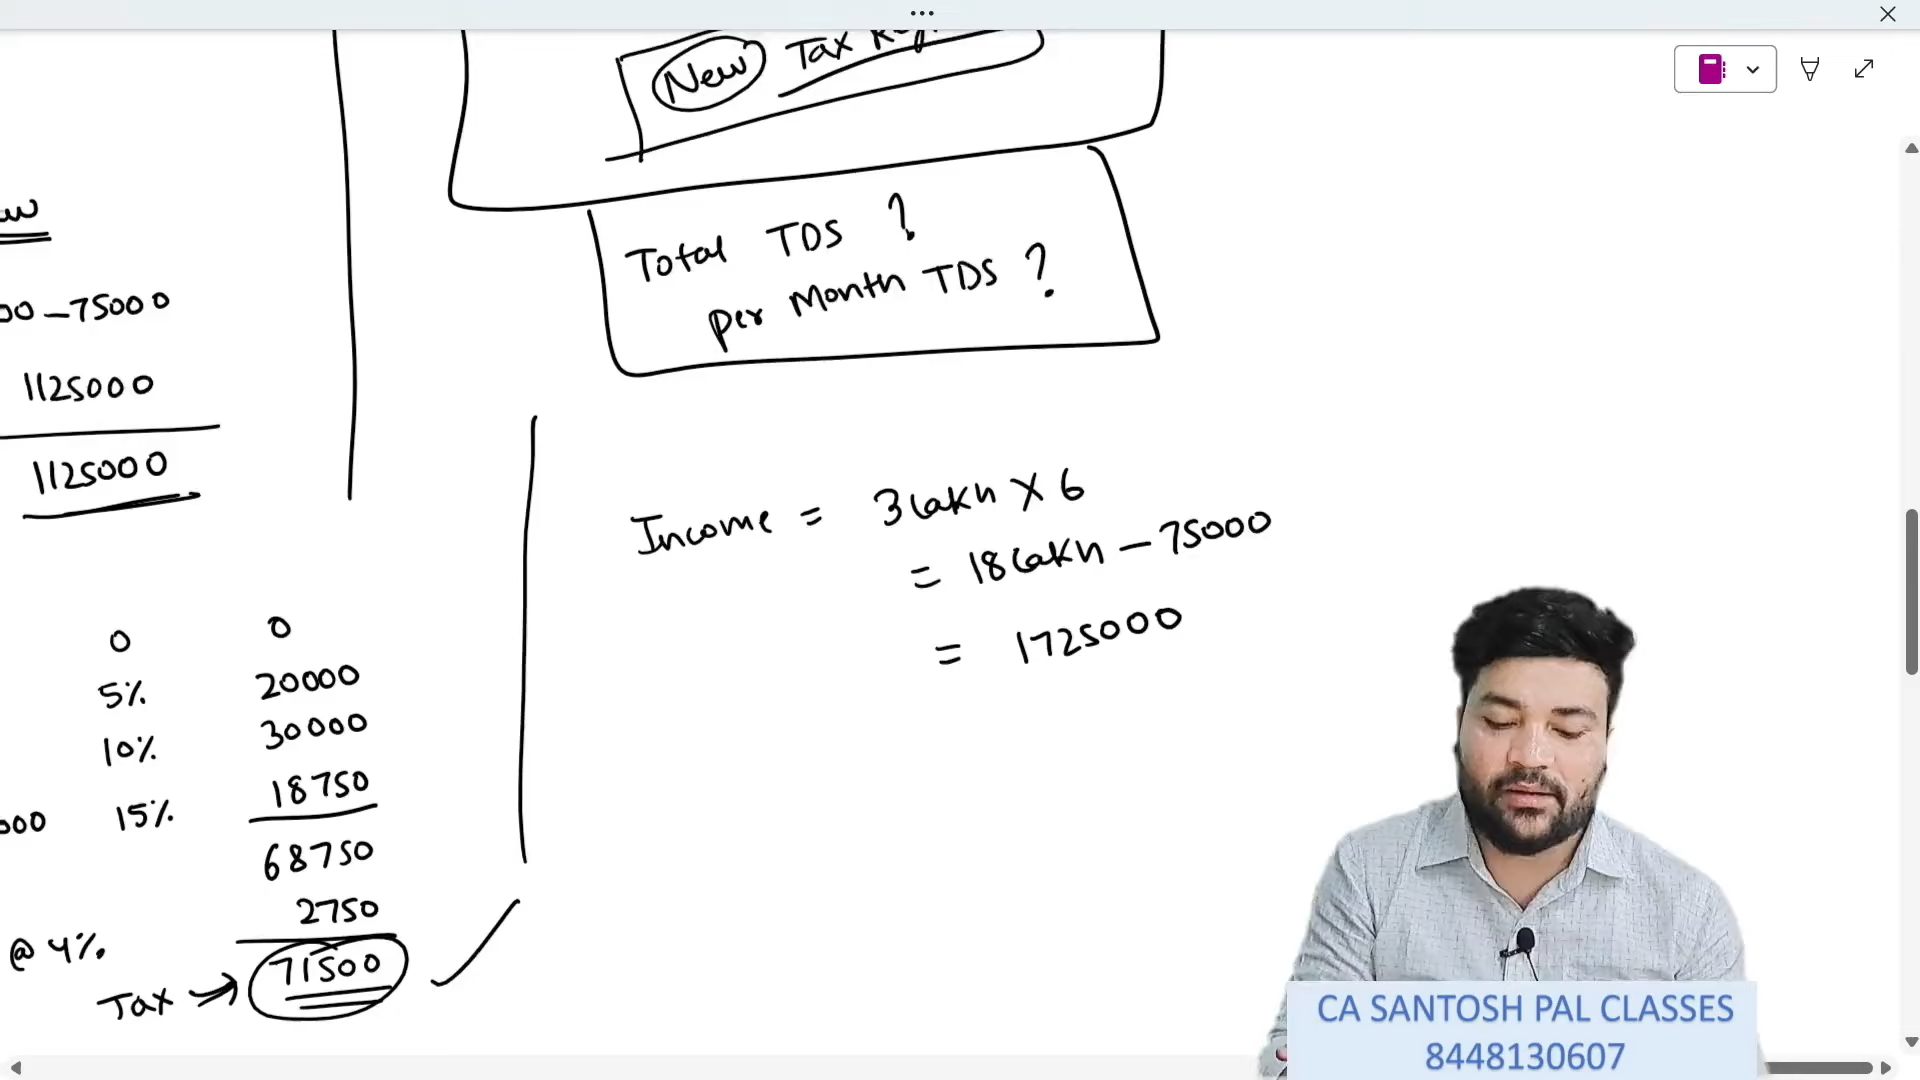 New Tax
Total TDS ?
per Month TDS ?
w
00 - 75000
1125000
1125000
Income = 3 Lakh X 6
= 18 Lakh - 75000
= 1725000
0 0
5% 20000
10% 30000
000 15% 18750
68750
2750
@ 4%
Tax → 71500
CA SANTOSH PAL CLASSES
8448130607